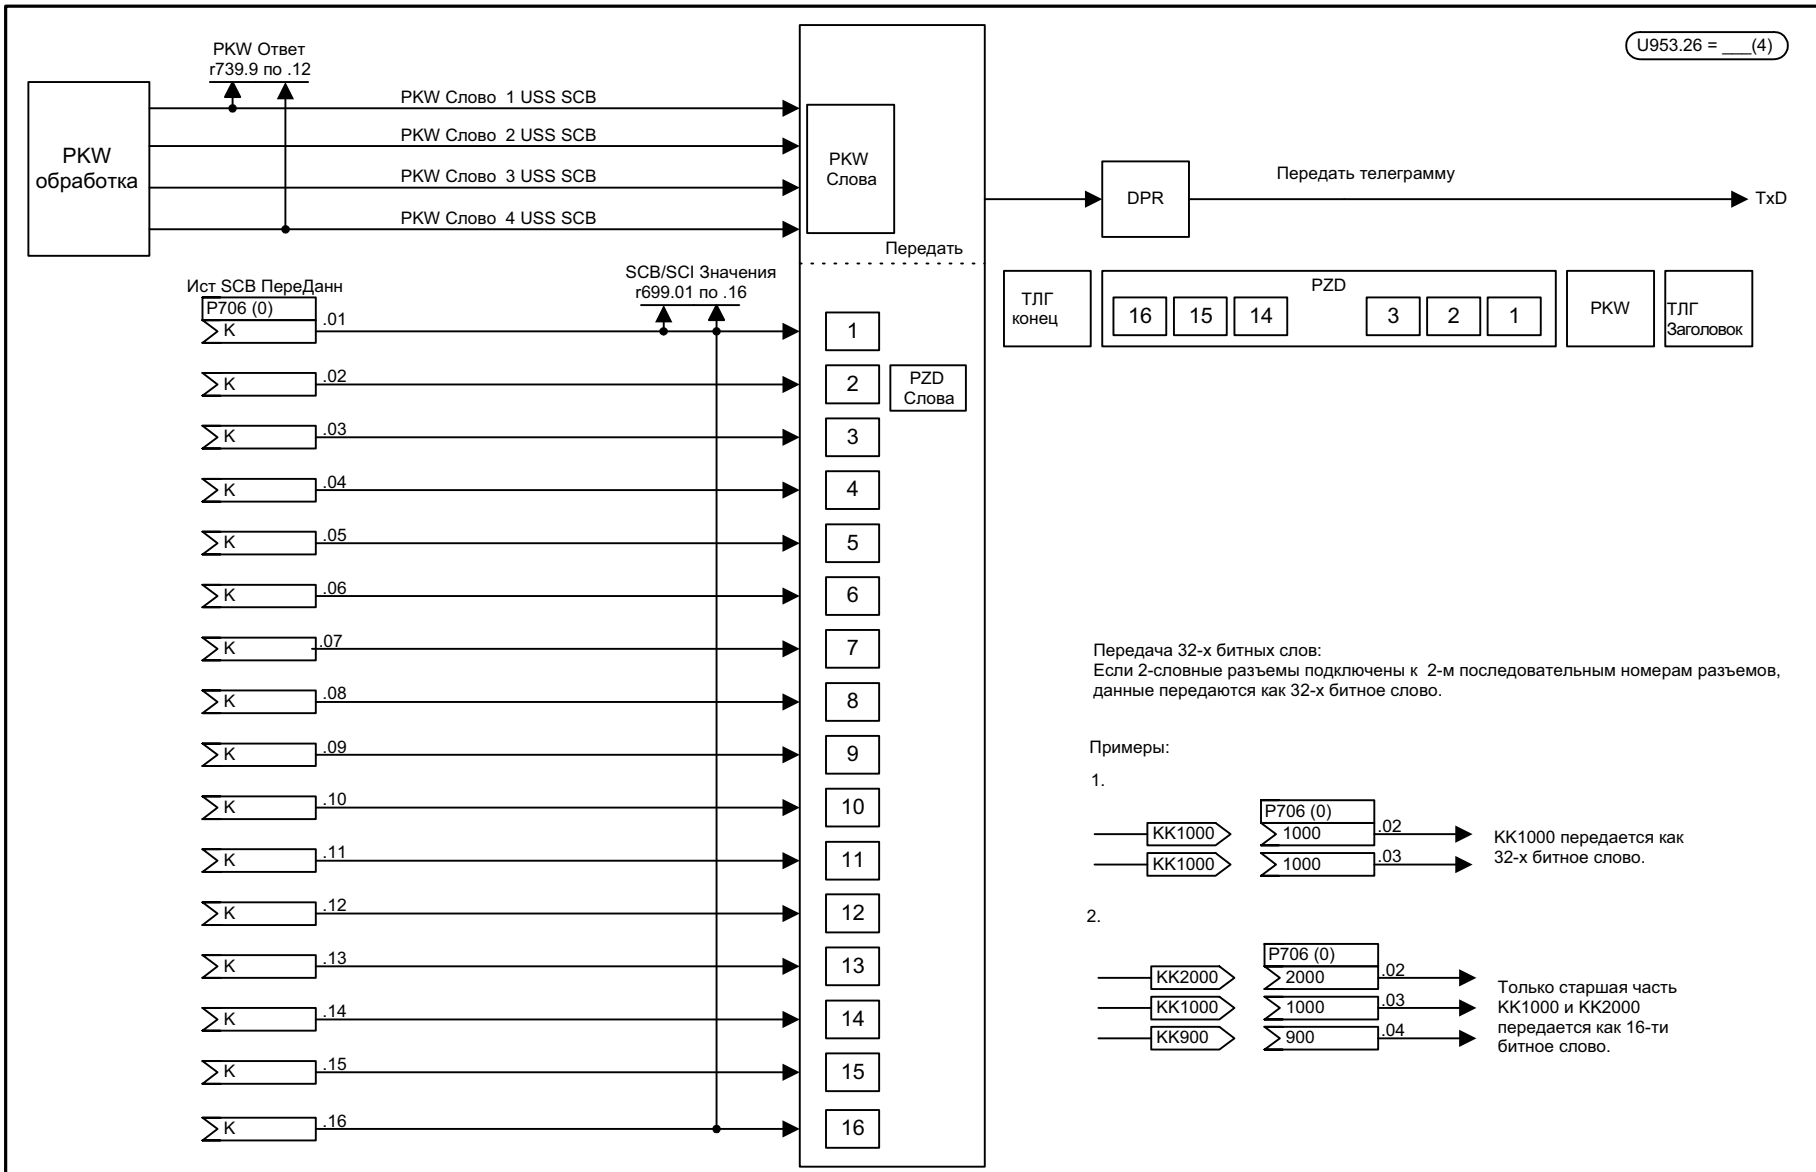 U953.26 = ___(4)
PKW Ответ
r739.9 по .12
PKW
обработка
PKW Слово 1 USS SCB
PKW Слово 2 USS SCB
PKW Слово 3 USS SCB
PKW Слово 4 USS SCB
PKW
Слова
Передать
DPR
Передать телеграмму
TxD
Ист SCB ПереДанн
P706 (0)
SCB/SCI Значения
r699.01 по .16
ТЛГ
конец
PZD
16 15 14 3 2 1
PKW
ТЛГ
Заголовок
K .01 1
K .02 2
PZD
Слова
K .03 3
K .04 4
K .05 5
K .06 6
K .07 7
K .08 8
K .09 9
K .10 10
K .11 11
K .12 12
K .13 13
K .14 14
K .15 15
K .16 16
Передача 32-х битных слов:
Если 2-словные разъемы подключены к 2-м последовательным номерам разъемов,
данные передаются как 32-х битное слово.
Примеры:
1.
P706 (0)
KK1000 1000 .02
KK1000 1000 .03
KK1000 передается как
32-х битное слово.
2.
P706 (0)
KK2000 2000 .02
KK1000 1000 .03
KK900 900 .04
Только старшая часть
KK1000 и KK2000
передается как 16-ти
битное слово.